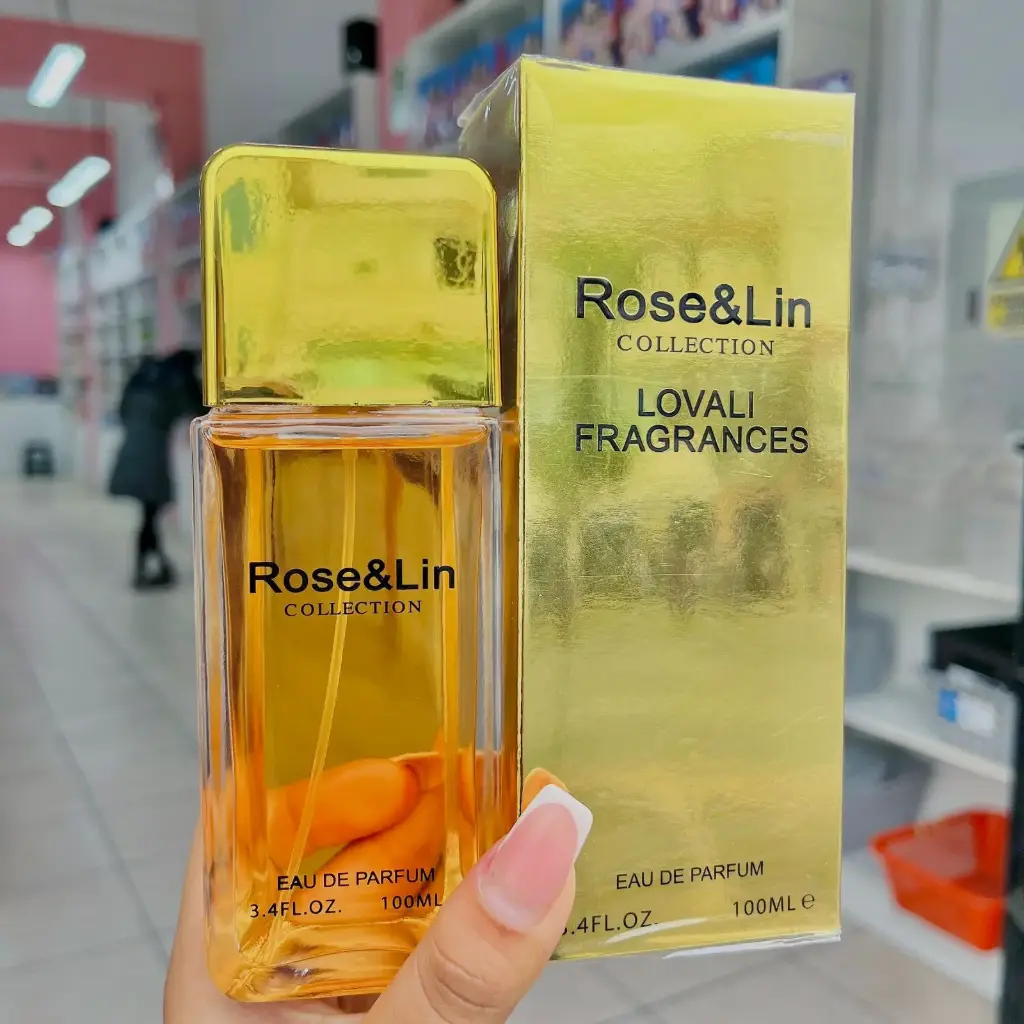 Rose&Lin
COLLECTION
EAU DE PARFUM
3.4FL.OZ. 100ML
Rose&Lin
COLLECTION
LOVALI
FRAGRANCES
EAU DE PARFUM
.4FL.OZ. 100ML ℮